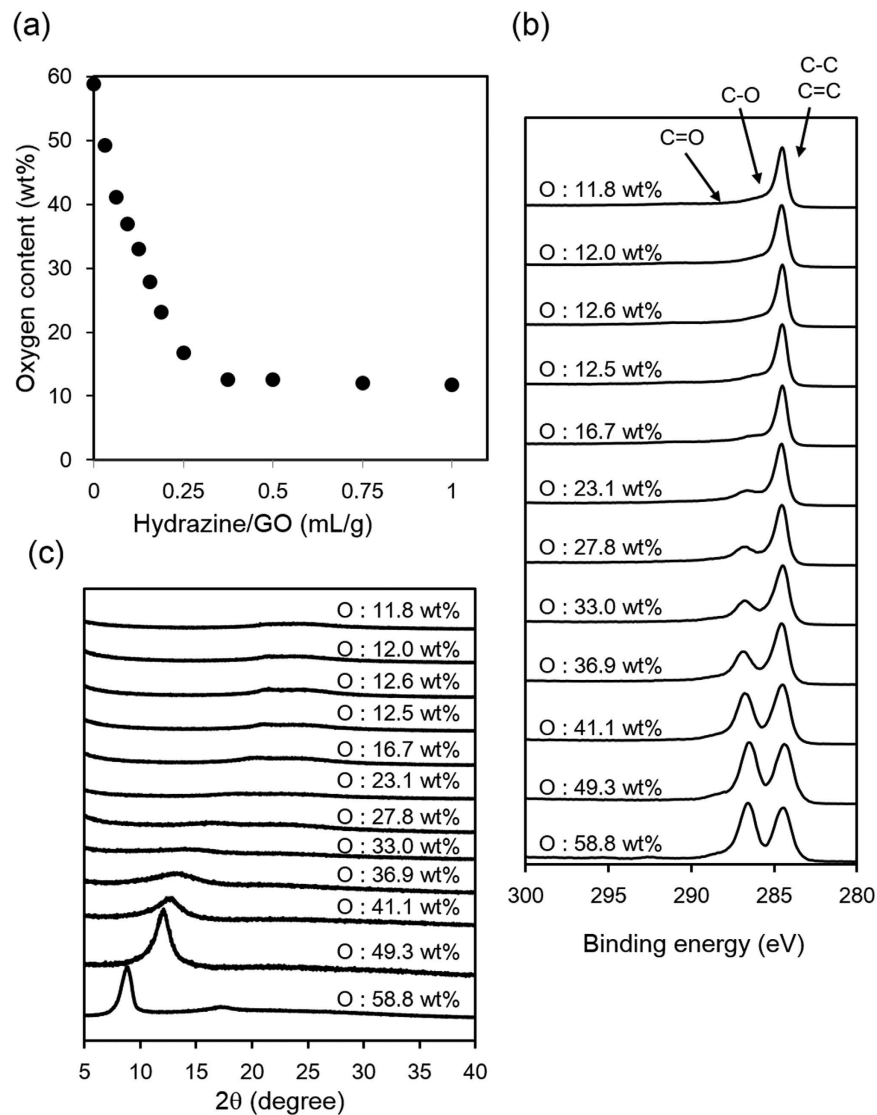 (a)
60
50
40
30
20
10
0
Oxygen content (wt%)
0 0.25 0.5 0.75 1
Hydrazine/GO (mL/g)
(b)
C-C
C=C
C-O
C=O
O : 11.8 wt%
O : 12.0 wt%
O : 12.6 wt%
O : 12.5 wt%
O : 16.7 wt%
O : 23.1 wt%
O : 27.8 wt%
O : 33.0 wt%
O : 36.9 wt%
O : 41.1 wt%
O : 49.3 wt%
O : 58.8 wt%
300 295 290 285 280
Binding energy (eV)
(c)
O : 11.8 wt%
O : 12.0 wt%
O : 12.6 wt%
O : 12.5 wt%
O : 16.7 wt%
O : 23.1 wt%
O : 27.8 wt%
O : 33.0 wt%
O : 36.9 wt%
O : 41.1 wt%
O : 49.3 wt%
O : 58.8 wt%
5 10 15 20 25 30 35 40
2θ (degree)